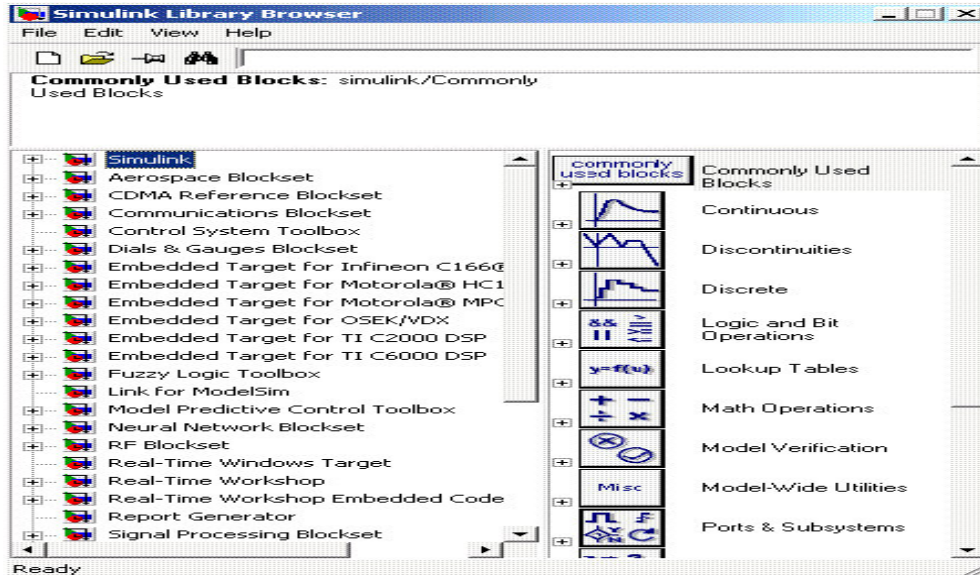 Simulink Library Browser
File Edit View Help
Commonly Used Blocks: simulink/Commonly
Used Blocks
Simulink
Aerospace Blockset
CDMA Reference Blockset
Communications Blockset
Control System Toolbox
Dials & Gauges Blockset
Embedded Target for Infineon C166®
Embedded Target for Motorola® HC1
Embedded Target for Motorola® MPC
Embedded Target for OSEK/VDX
Embedded Target for TI C2000 DSP
Embedded Target for TI C6000 DSP
Fuzzy Logic Toolbox
Link for ModelSim
Model Predictive Control Toolbox
Neural Network Blockset
RF Blockset
Real-Time Windows Target
Real-Time Workshop
Real-Time Workshop Embedded Code
Report Generator
Signal Processing Blockset
commonly
used blocks
Commonly Used
Blocks
Continuous
Discontinuities
Discrete
&& >
|| ≤≥
Logic and Bit
Operations
y=f(u)
Lookup Tables
+ −
÷ ×
Math Operations
Model Verification
Misc
Model-Wide Utilities
Ports & Subsystems
Ready